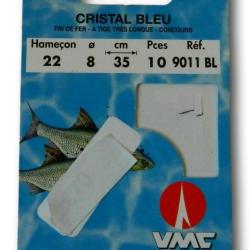 CRISTAL BLEU
FIN DE FER - A TIGE TRÈS LONGUE - CONCOURS
Hameçon ø cm Pces Réf.
22 8 35 10 9011 BL
VMC